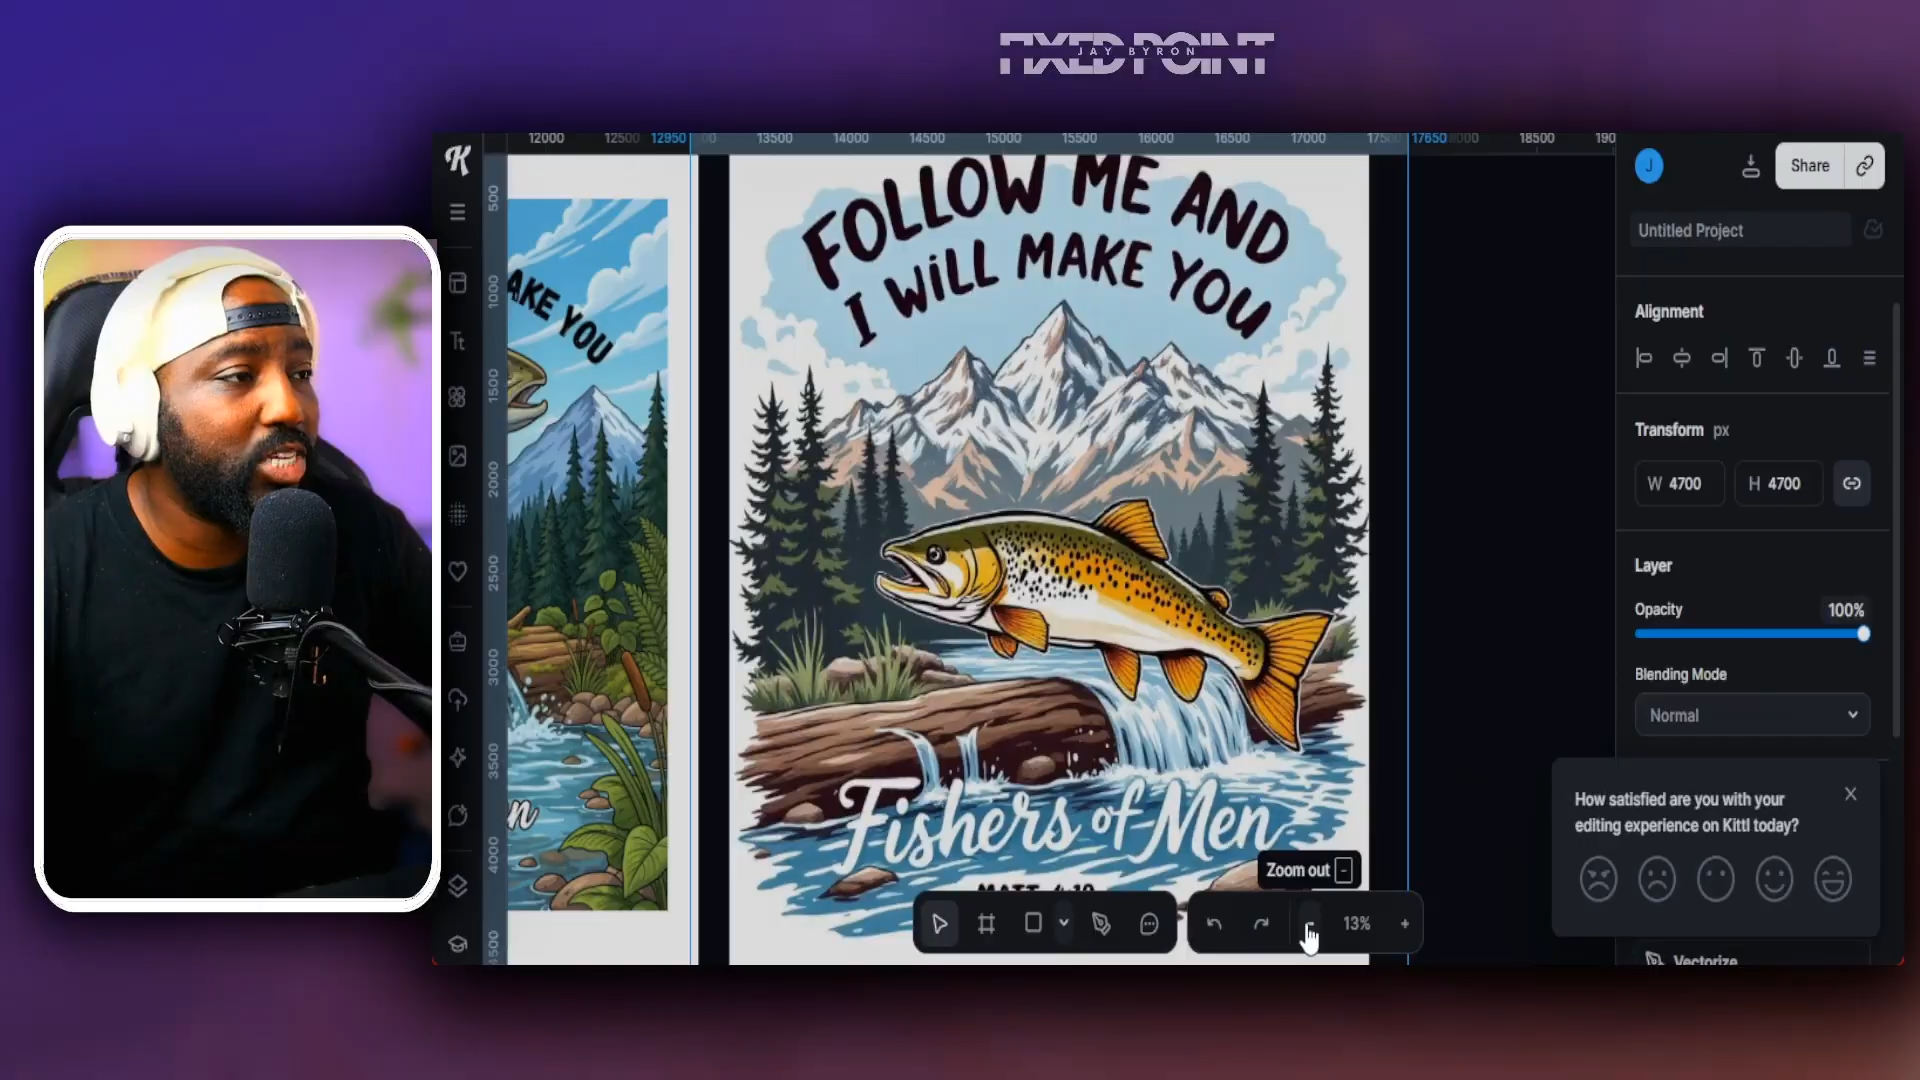 FIXED POINT
JAY BYRON
12000 12500 12950 13500 14000 14500 15000 15500 16000 16500 17000 17650 18500
Share
J
Untitled Project
Alignment
Transform px
W 4700 H 4700
Layer
Opacity 100%
Blending Mode
Normal
How satisfied are you with your
editing experience on Kittl today?
Vectorize
500
1000
1500
2000
2500
3000
3500
4000
4500
Tt
AKE YOU
n
FOLLOW ME AND
I WiLL MAKE YOU
Fishers of Men
Zoom out -
13%